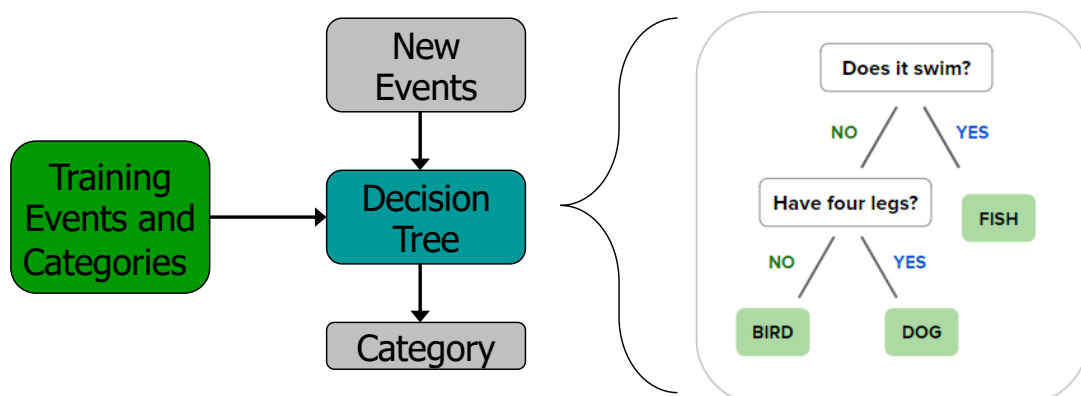 New
Events
Training
Events and
Categories
Decision
Tree
Category
Does it swim?
NO
YES
Have four legs?
FISH
NO
YES
BIRD
DOG